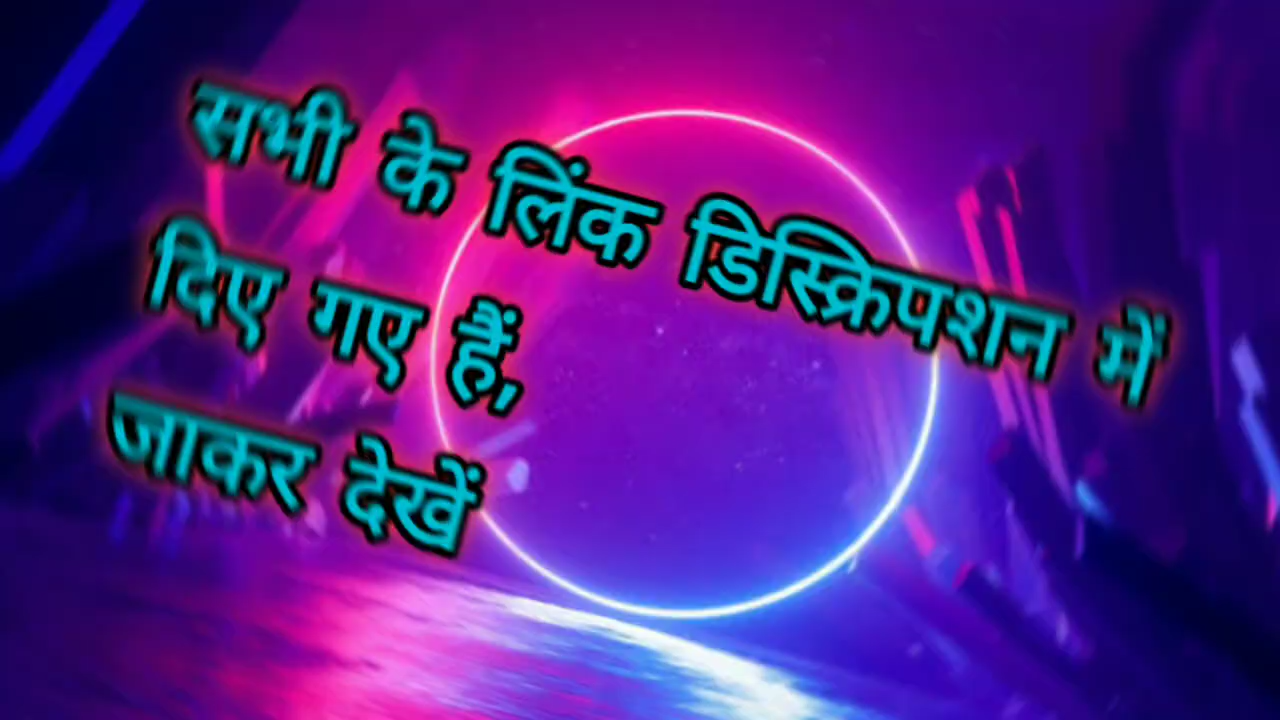 सभी के लिंक डिस्क्रिपशन में
दिए गए हैं,
जाकर देखें